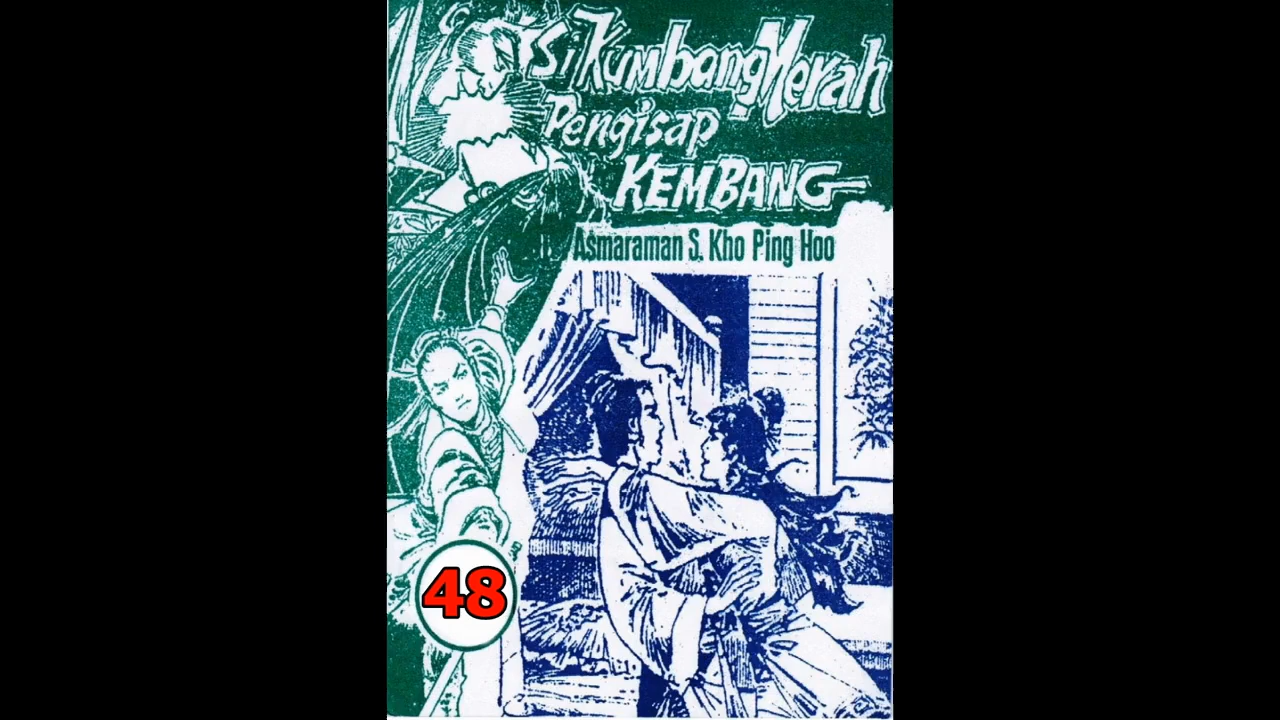 Si Kumbang Merah
Pengisap
KEMBANG
Asmaraman S. Kho Ping Hoo
48